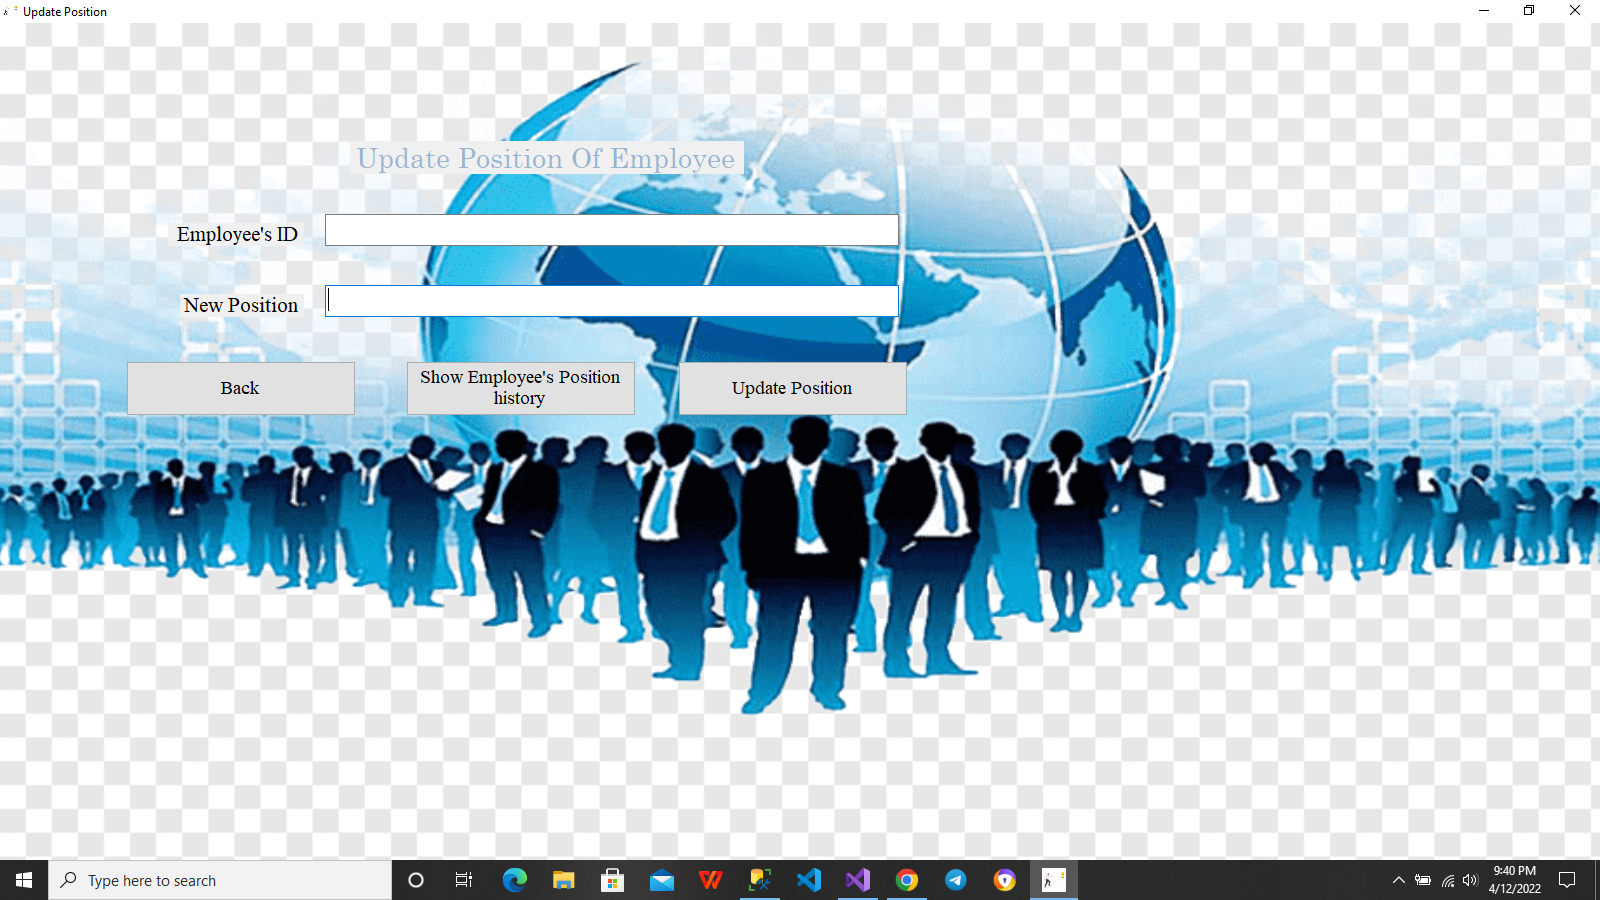 Update Position
Update Position Of Employee
Employee's ID
New Position
Back
Show Employee's Position
history
Update Position
Type here to search
9:40 PM
4/12/2022